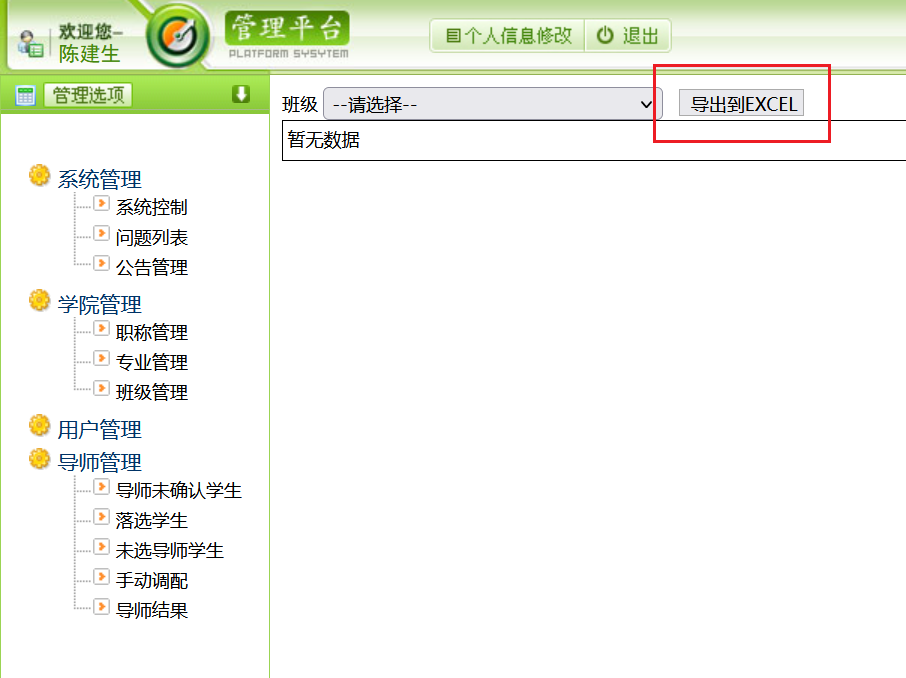 欢迎您–
陈建生
管理平台
PLATFORM SYSYTEM
个人信息修改
退出
管理选项
班级
--请选择--
导出到EXCEL
暂无数据
系统管理
系统控制
问题列表
公告管理
学院管理
职称管理
专业管理
班级管理
用户管理
导师管理
导师未确认学生
落选学生
未选导师学生
手动调配
导师结果